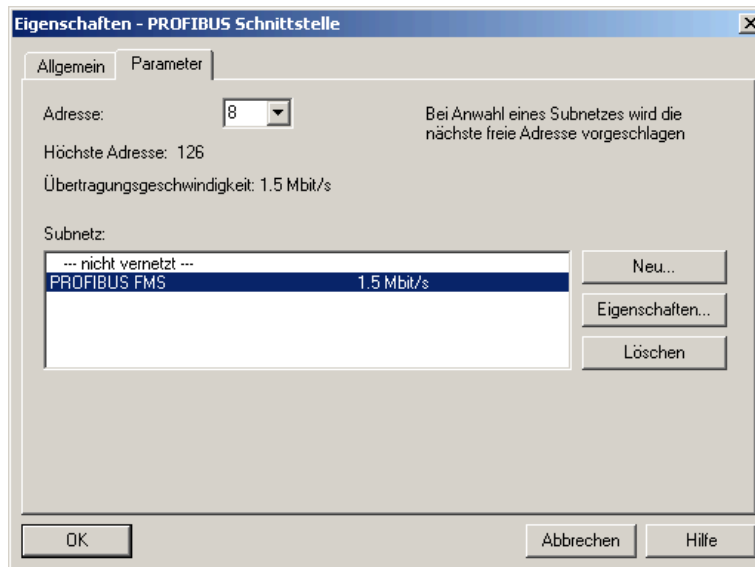 Eigenschaften - PROFIBUS Schnittstelle
Allgemein
Parameter
Adresse:
8
Bei Anwahl eines Subnetzes wird die
nächste freie Adresse vorgeschlagen
Höchste Adresse: 126
Übertragungsgeschwindigkeit: 1.5 Mbit/s
Subnetz:
--- nicht vernetzt ---
PROFIBUS FMS 1.5 Mbit/s
Neu...
Eigenschaften...
Löschen
OK
Abbrechen
Hilfe